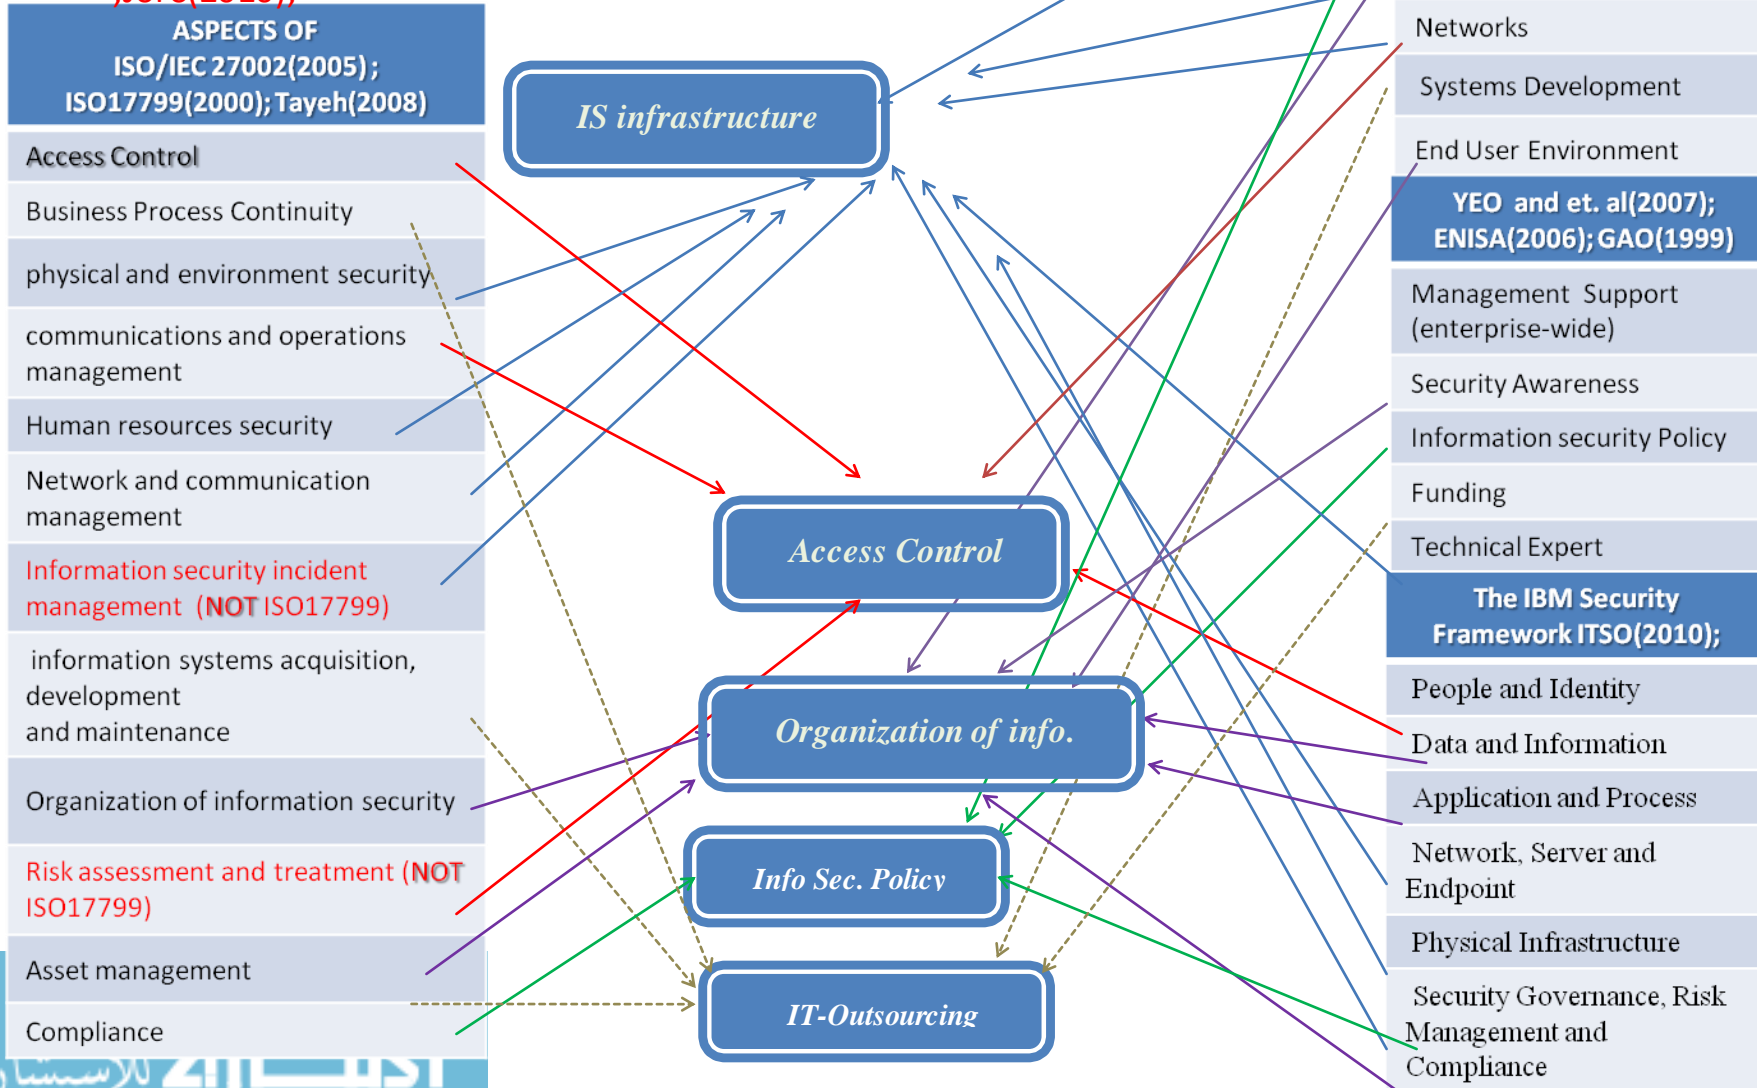 ASPECTS OF
ISO/IEC 27002(2005) ;
ISO17799(2000); Tayeh(2008)
Access Control
Business Process Continuity
physical and environment security
communications and operations
management
Human resources security
Network and communication
management
Information security incident
management (NOT ISO17799)
information systems acquisition,
development
and maintenance
Organization of information security
Risk assessment and treatment (NOT
ISO17799)
Asset management
Compliance
IS infrastructure
Access Control
Organization of info.
Info Sec. Policy
IT-Outsourcing
Networks
Systems Development
End User Environment
YEO and et. al(2007);
ENISA(2006); GAO(1999)
Management Support
(enterprise-wide)
Security Awareness
Information security Policy
Funding
Technical Expert
The IBM Security
Framework ITSO(2010);
People and Identity
Data and Information
Application and Process
Network, Server and
Endpoint
Physical Infrastructure
Security Governance, Risk
Management and
Compliance